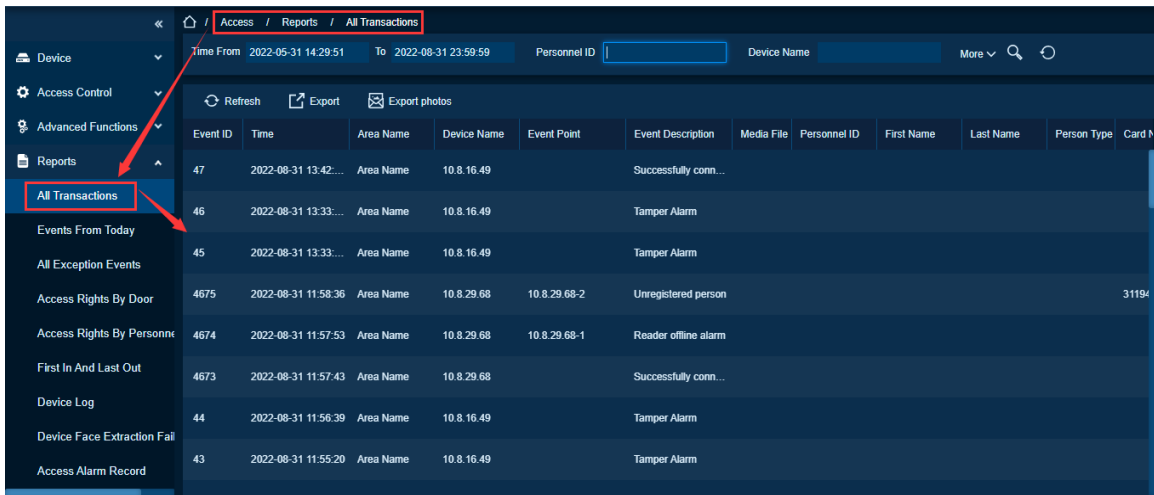 « / Access / Reports / All Transactions
Device
Access Control
Advanced Functions
Reports
All Transactions
Events From Today
All Exception Events
Access Rights By Door
Access Rights By Personne
First In And Last Out
Device Log
Device Face Extraction Fail
Access Alarm Record
Time From 2022-05-31 14:29:51 To 2022-08-31 23:59:59 Personnel ID Device Name More
Refresh Export Export photos
Event ID Time Area Name Device Name Event Point Event Description Media File Personnel ID First Name Last Name Person Type Card N
47 2022-08-31 13:42:... Area Name 10.8.16.49 Successfully conn...
46 2022-08-31 13:33:... Area Name 10.8.16.49 Tamper Alarm
45 2022-08-31 13:33:... Area Name 10.8.16.49 Tamper Alarm
4675 2022-08-31 11:58:36 Area Name 10.8.29.68 10.8.29.68-2 Unregistered person 31194
4674 2022-08-31 11:57:53 Area Name 10.8.29.68 10.8.29.68-1 Reader offline alarm
4673 2022-08-31 11:57:43 Area Name 10.8.29.68 Successfully conn...
44 2022-08-31 11:56:39 Area Name 10.8.16.49 Tamper Alarm
43 2022-08-31 11:55:20 Area Name 10.8.16.49 Tamper Alarm